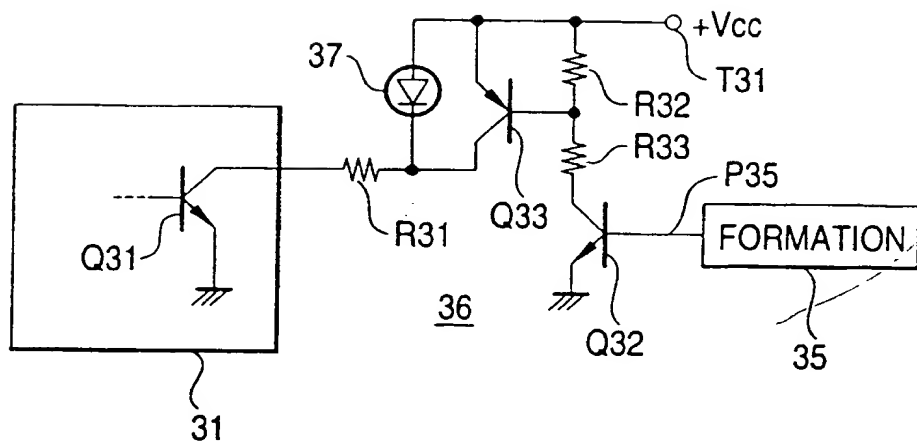 +Vcc
37
T31
R32
R33
P35
Q33
FORMATION
Q31
R31
36
Q32
35
31